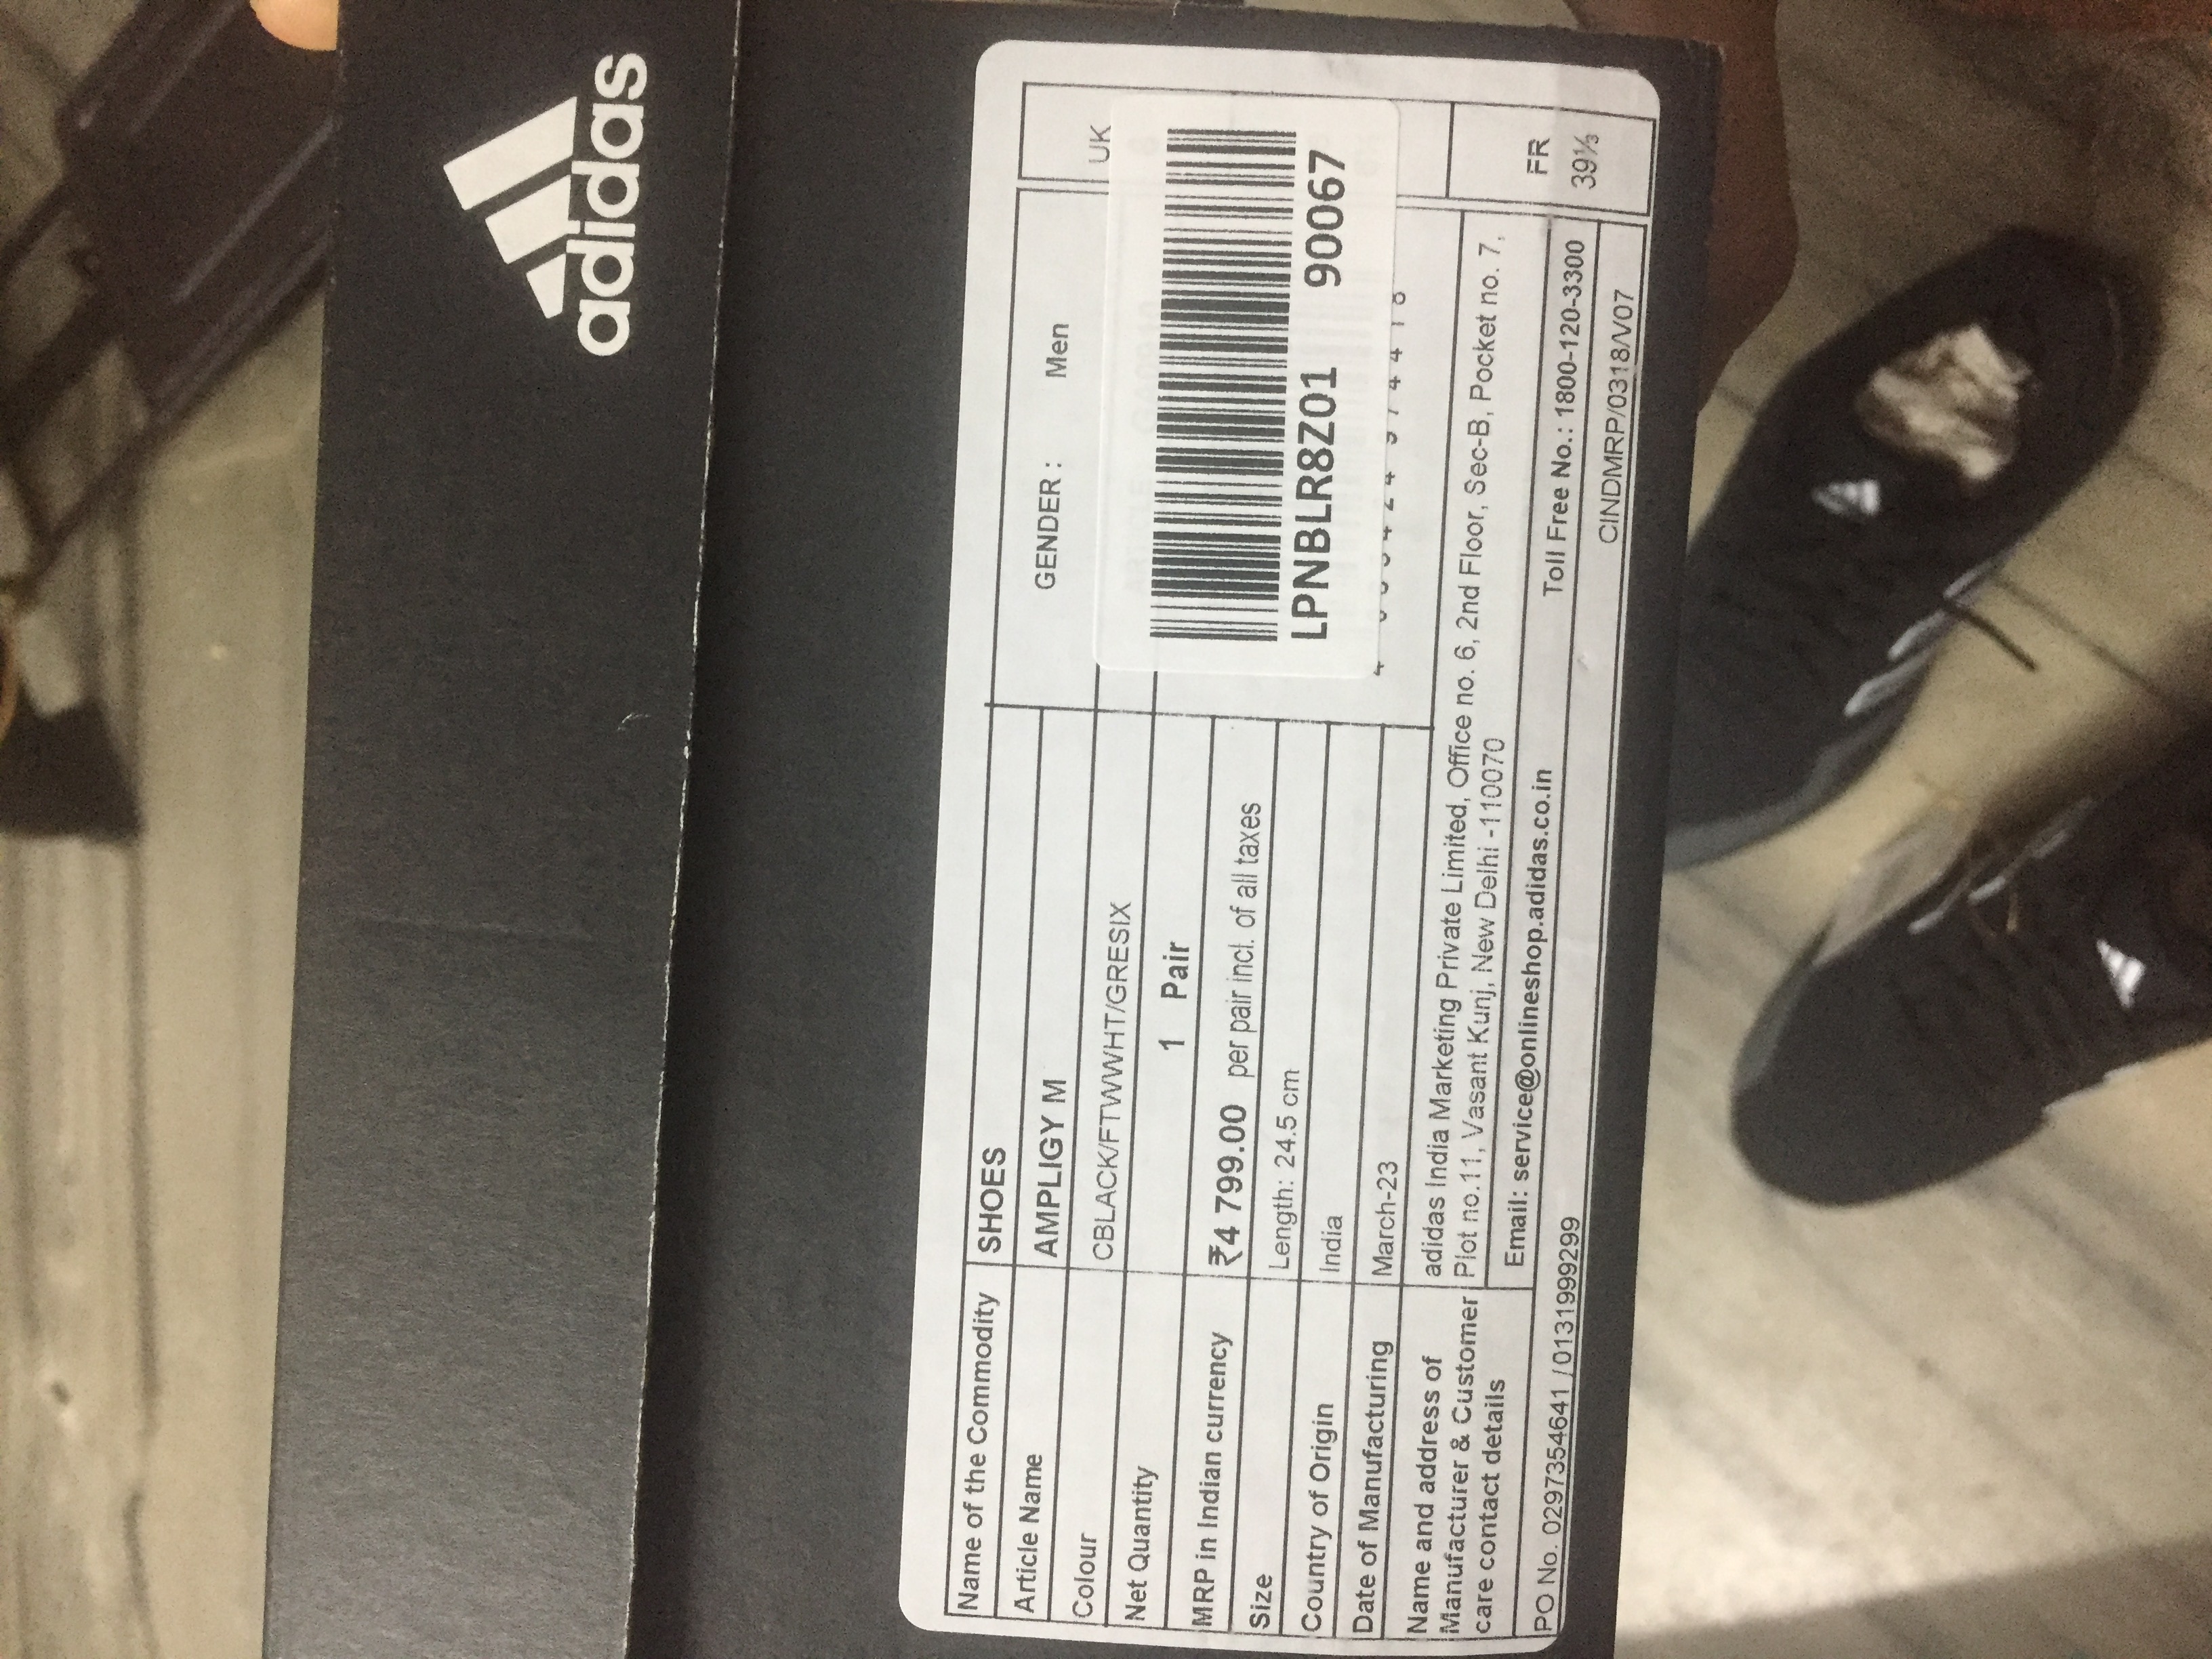 adidas
Name of the Commodity SHOES
GENDER : Men
Article Name AMPLIGY M
UK
Colour CBLACK/FTWWHT/GRESIX
Net Quantity 1 Pair
MRP in Indian currency ₹4 799.00 per pair incl. of all taxes
Size Length: 24.5 cm
LPNBLR8Z01 90067
Country of Origin India
Date of Manufacturing March-23
Name and address of
Manufacturer & Customer
care contact details
adidas India Marketing Private Limited, Office no. 6, 2nd Floor, Sec-B, Pocket no. 7,
Plot no.11, Vasant Kunj, New Delhi -110070
Email: service@onlineshop.adidas.co.in Toll Free No.: 1800-120-3300
FR
39⅓
PO No. 0297354641 /0131999299
CINDMRP/0318/V07